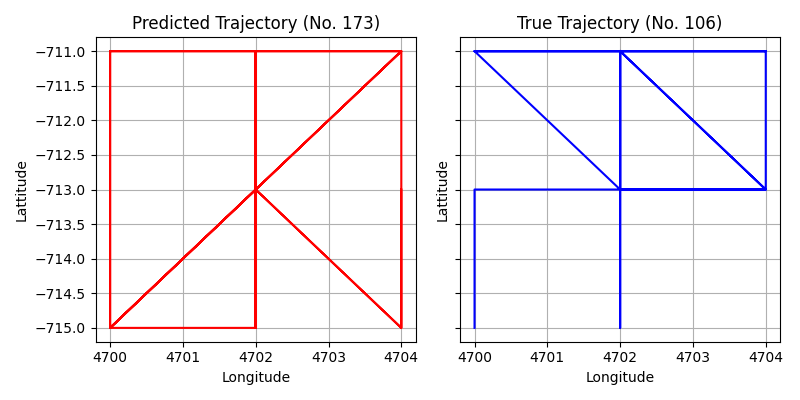 Predicted Trajectory (No. 173)
True Trajectory (No. 106)
Lattitude
−711.0
−711.5
−712.0
−712.5
−713.0
−713.5
−714.0
−714.5
−715.0
4700 4701 4702 4703 4704
Longitude
Lattitude
4700 4701 4702 4703 4704
Longitude